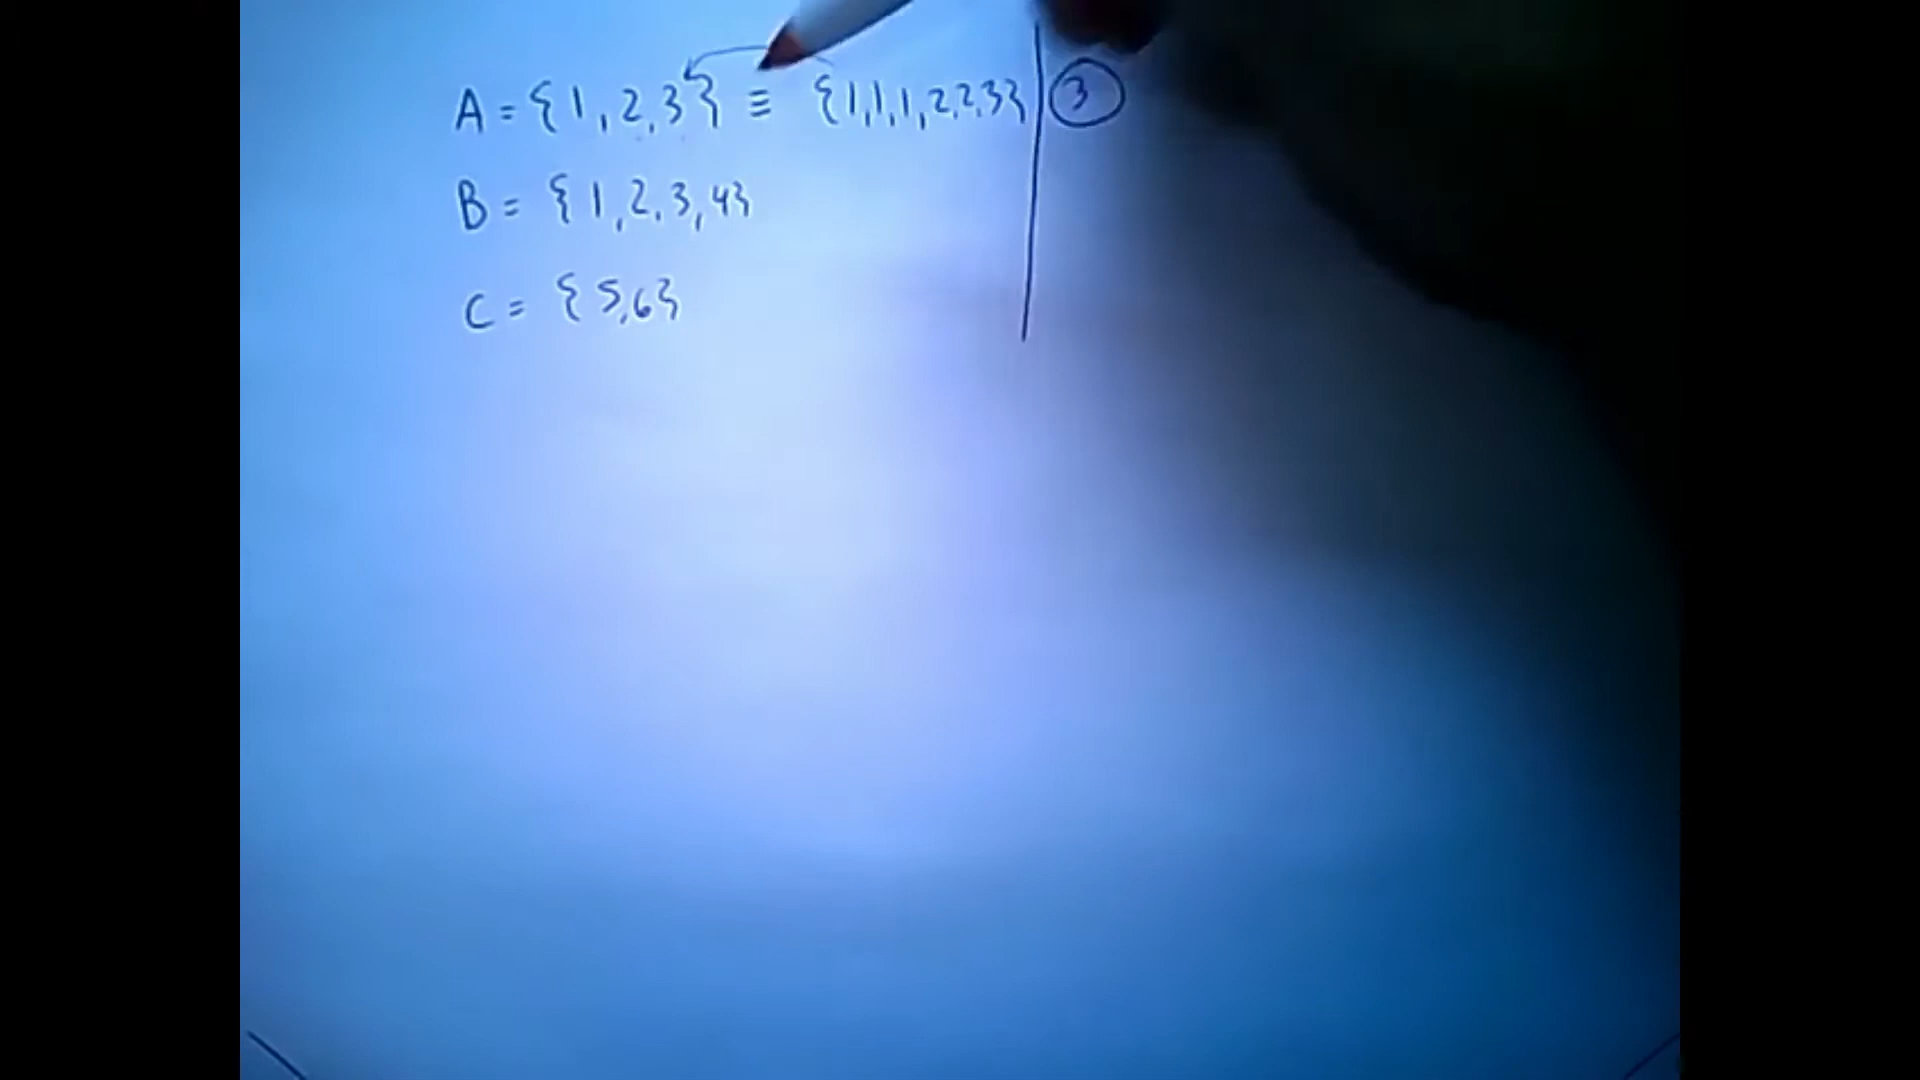 A = {1,2,3} ≡ {1,1,1,2,2,3} | 3
B = {1,2,3,4}
C = {5,6}